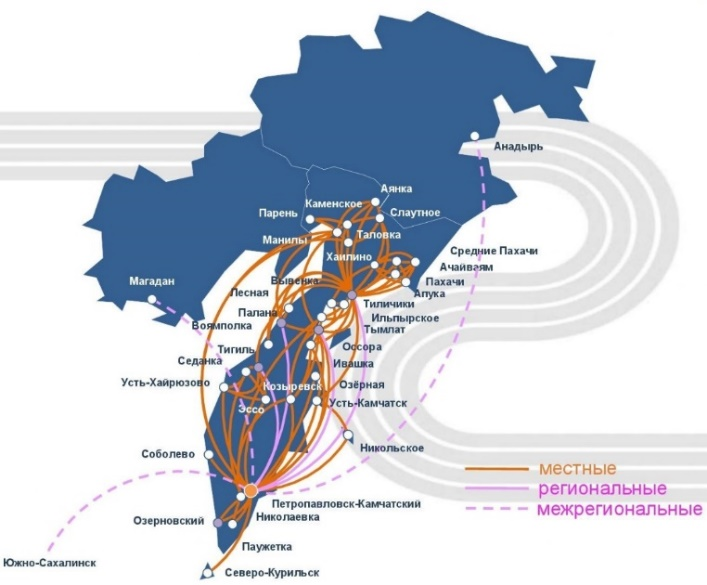 Анадырь
Аянка
Каменское
Парень
Слаутное
Таловка
Манилы
Средние Пахачи
Хаилино
Ачайваям
Вывенка
Пахачи
Магадан
Лесная
Апука
Тиличики
Палана
Ильпырское
Воямполка
Тымлат
Оссора
Тигиль
Седанка
Ивашка
Усть-Хайрюзово
Козыревск
Озёрная
Эссо
Усть-Камчатск
Никольское
Соболево
местные
региональные
межрегиональные
Петропавловск-Камчатский
Озерновский
Николаевка
Паужетка
Южно-Сахалинск
Северо-Курильск